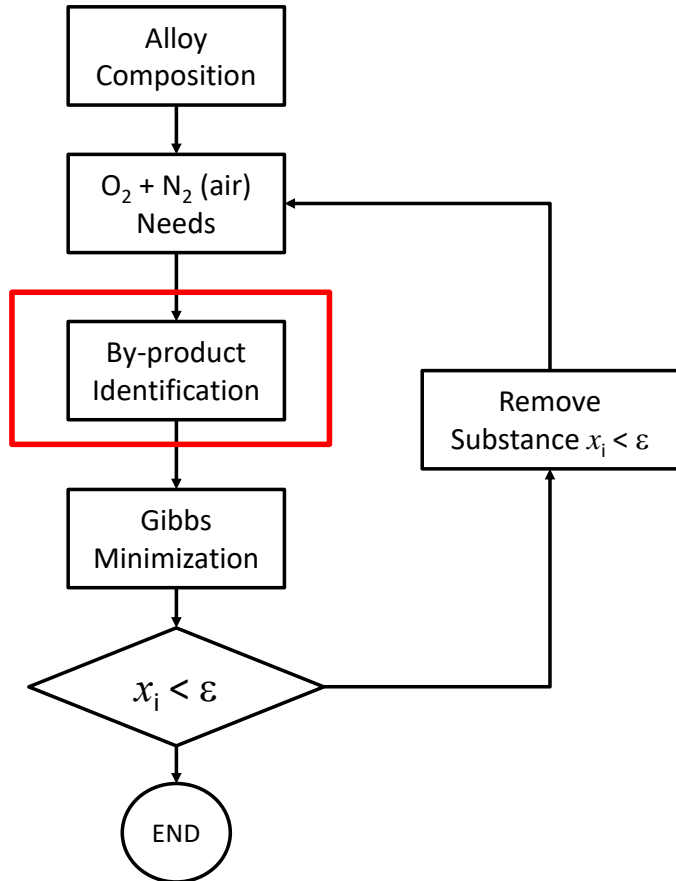 Alloy
Composition
O₂ + N₂ (air)
Needs
By-product
Identification
Remove
Substance xᵢ < ε
Gibbs
Minimization
xᵢ < ε
END